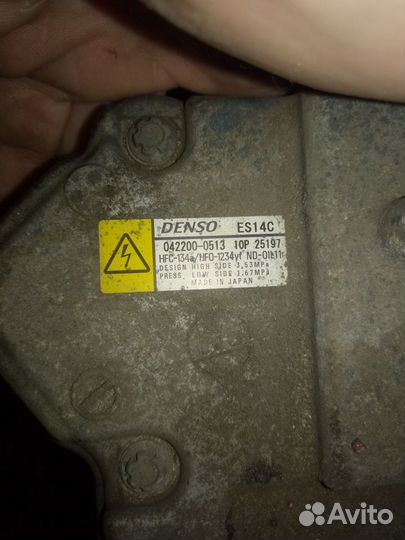 DENSO ES14C
042200-0513 10P 25197
HFC-134a/HFO-1234yf ND-OIL11
DESIGN HIGH SIDE 3.53MPa
PRESS. LOW SIDE 1.67MPa
MADE IN JAPAN
Avito